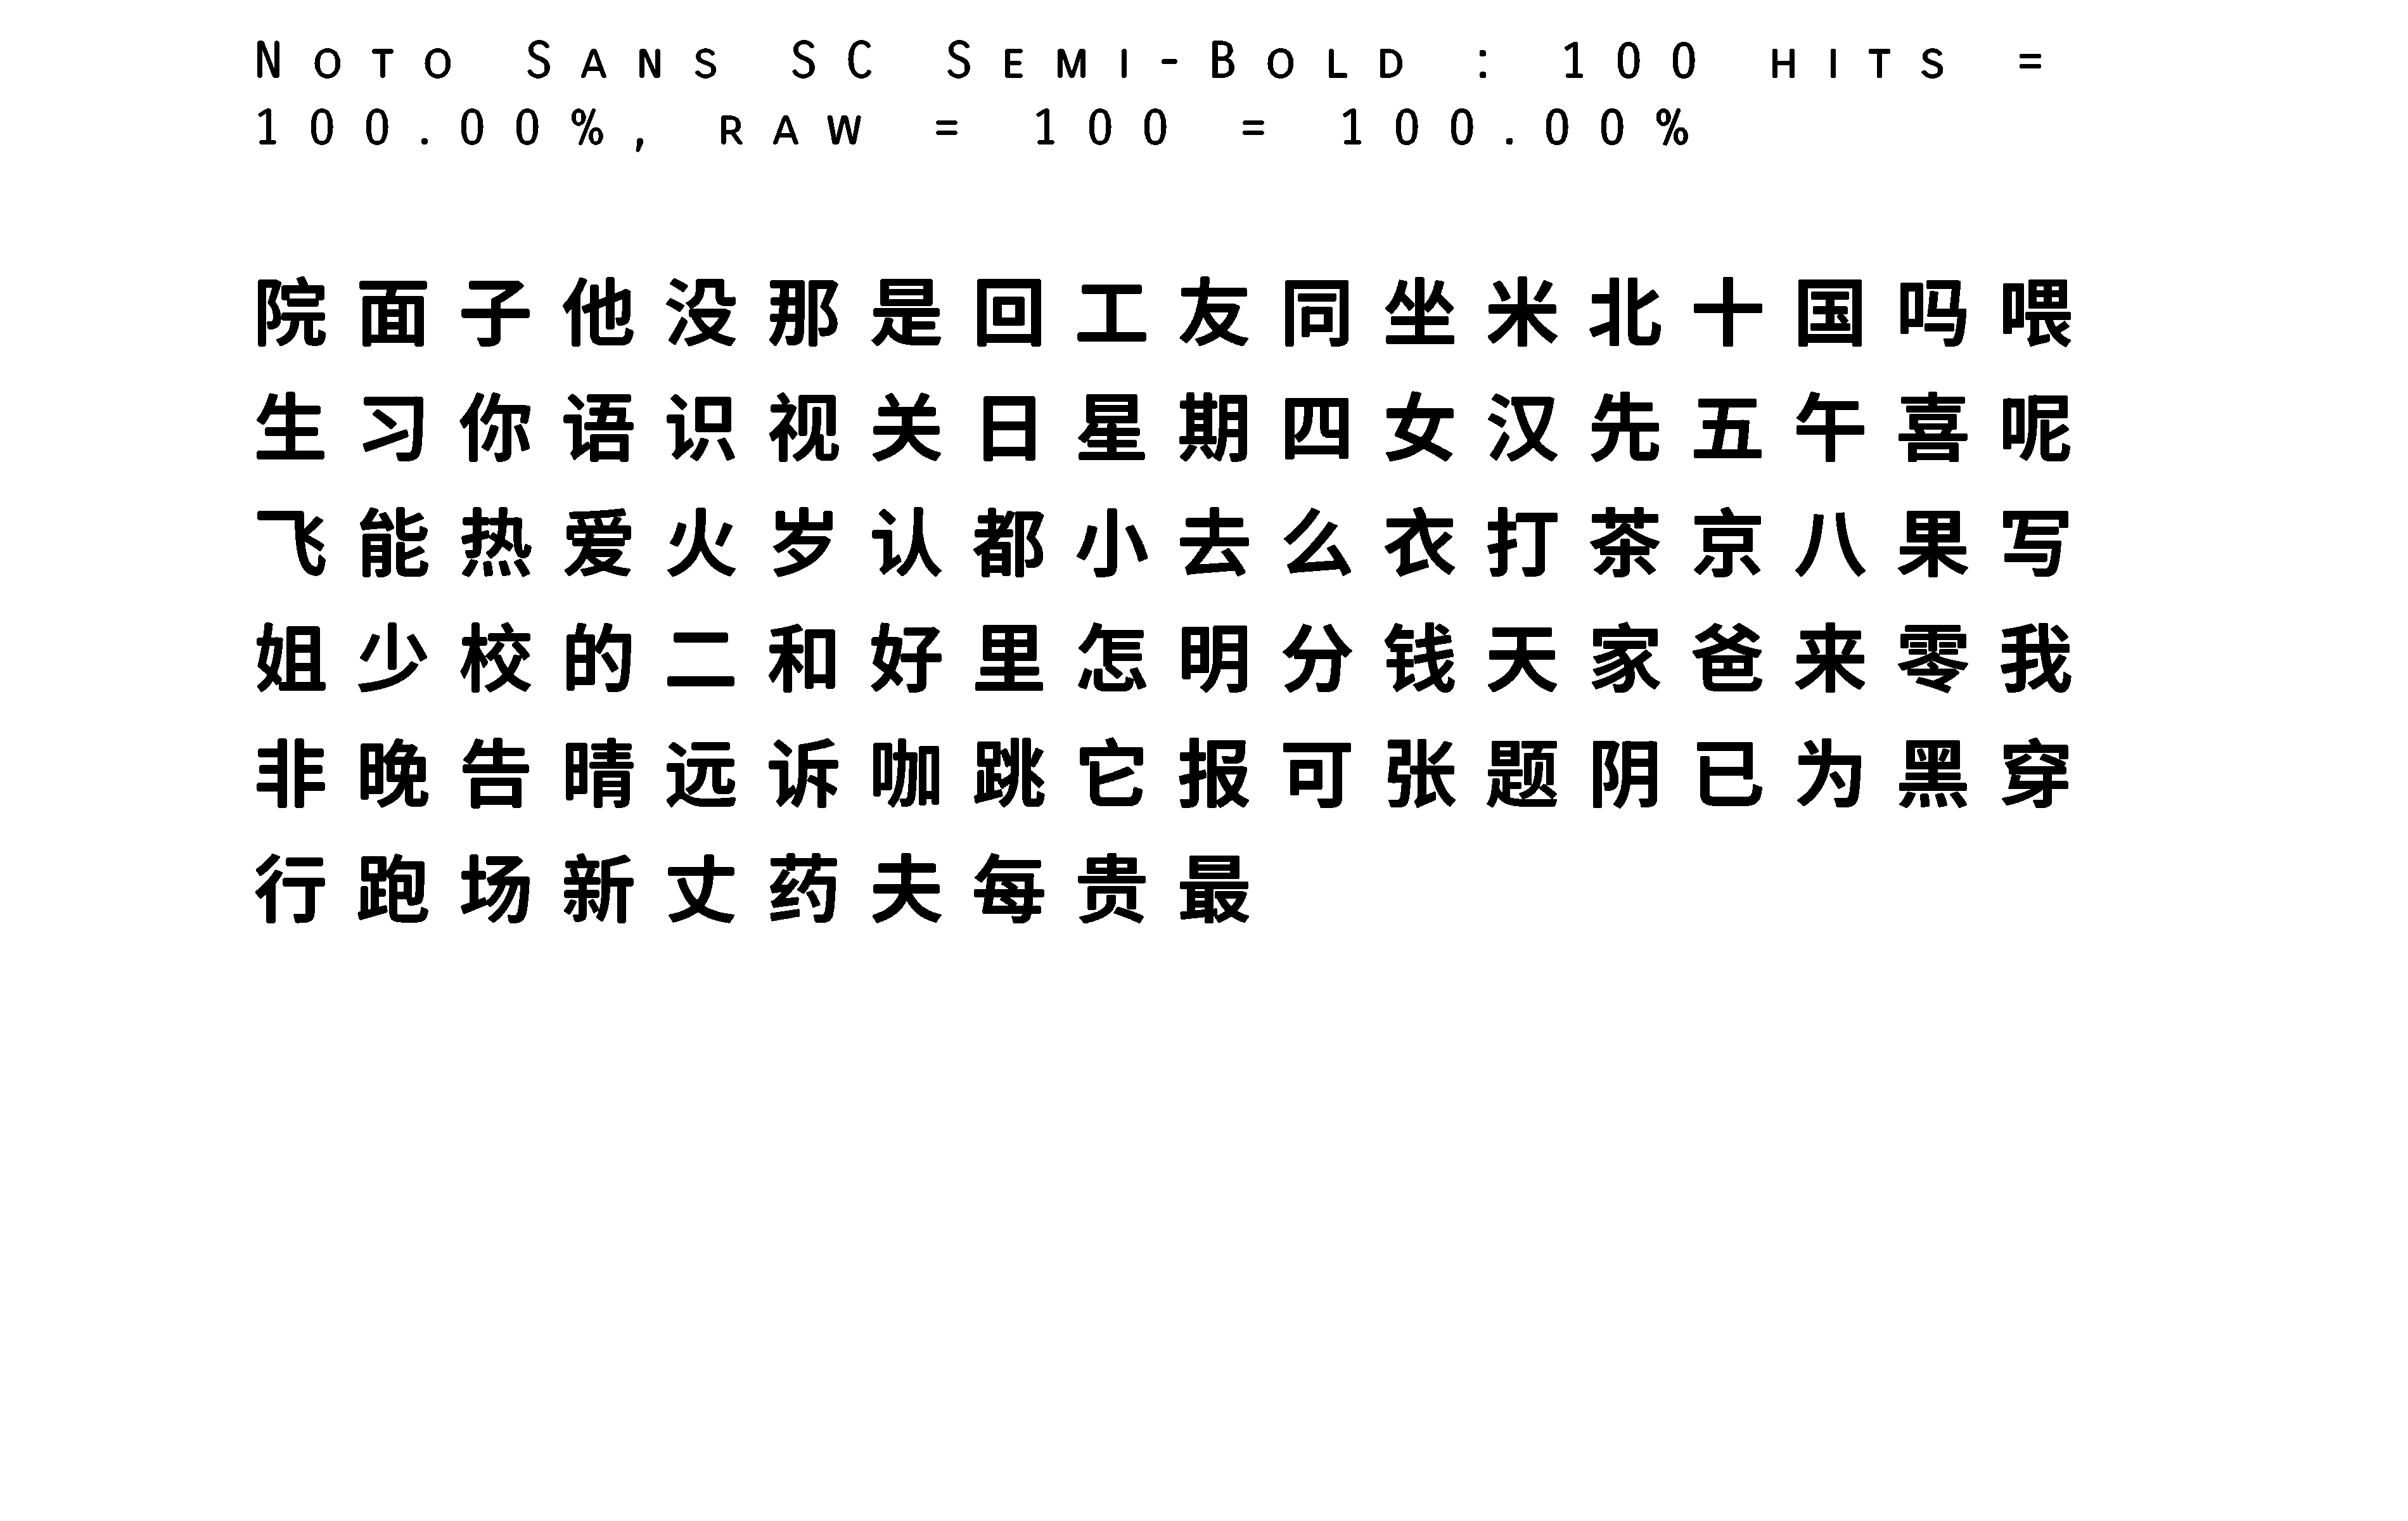 Noto Sans SC Semi-Bold : 100 hits =
100.00%, raw = 100 = 100.00%
院面子他没那是回工友同坐米北十国吗喂
生习你语识视关日星期四女汉先五午喜呢
飞能热爱火岁认都小去么衣打茶京八果写
姐少校的二和好里怎明分钱天家爸来零我
非晚告晴远诉咖跳它报可张题阴已为黑穿
行跑场新丈药夫每贵最